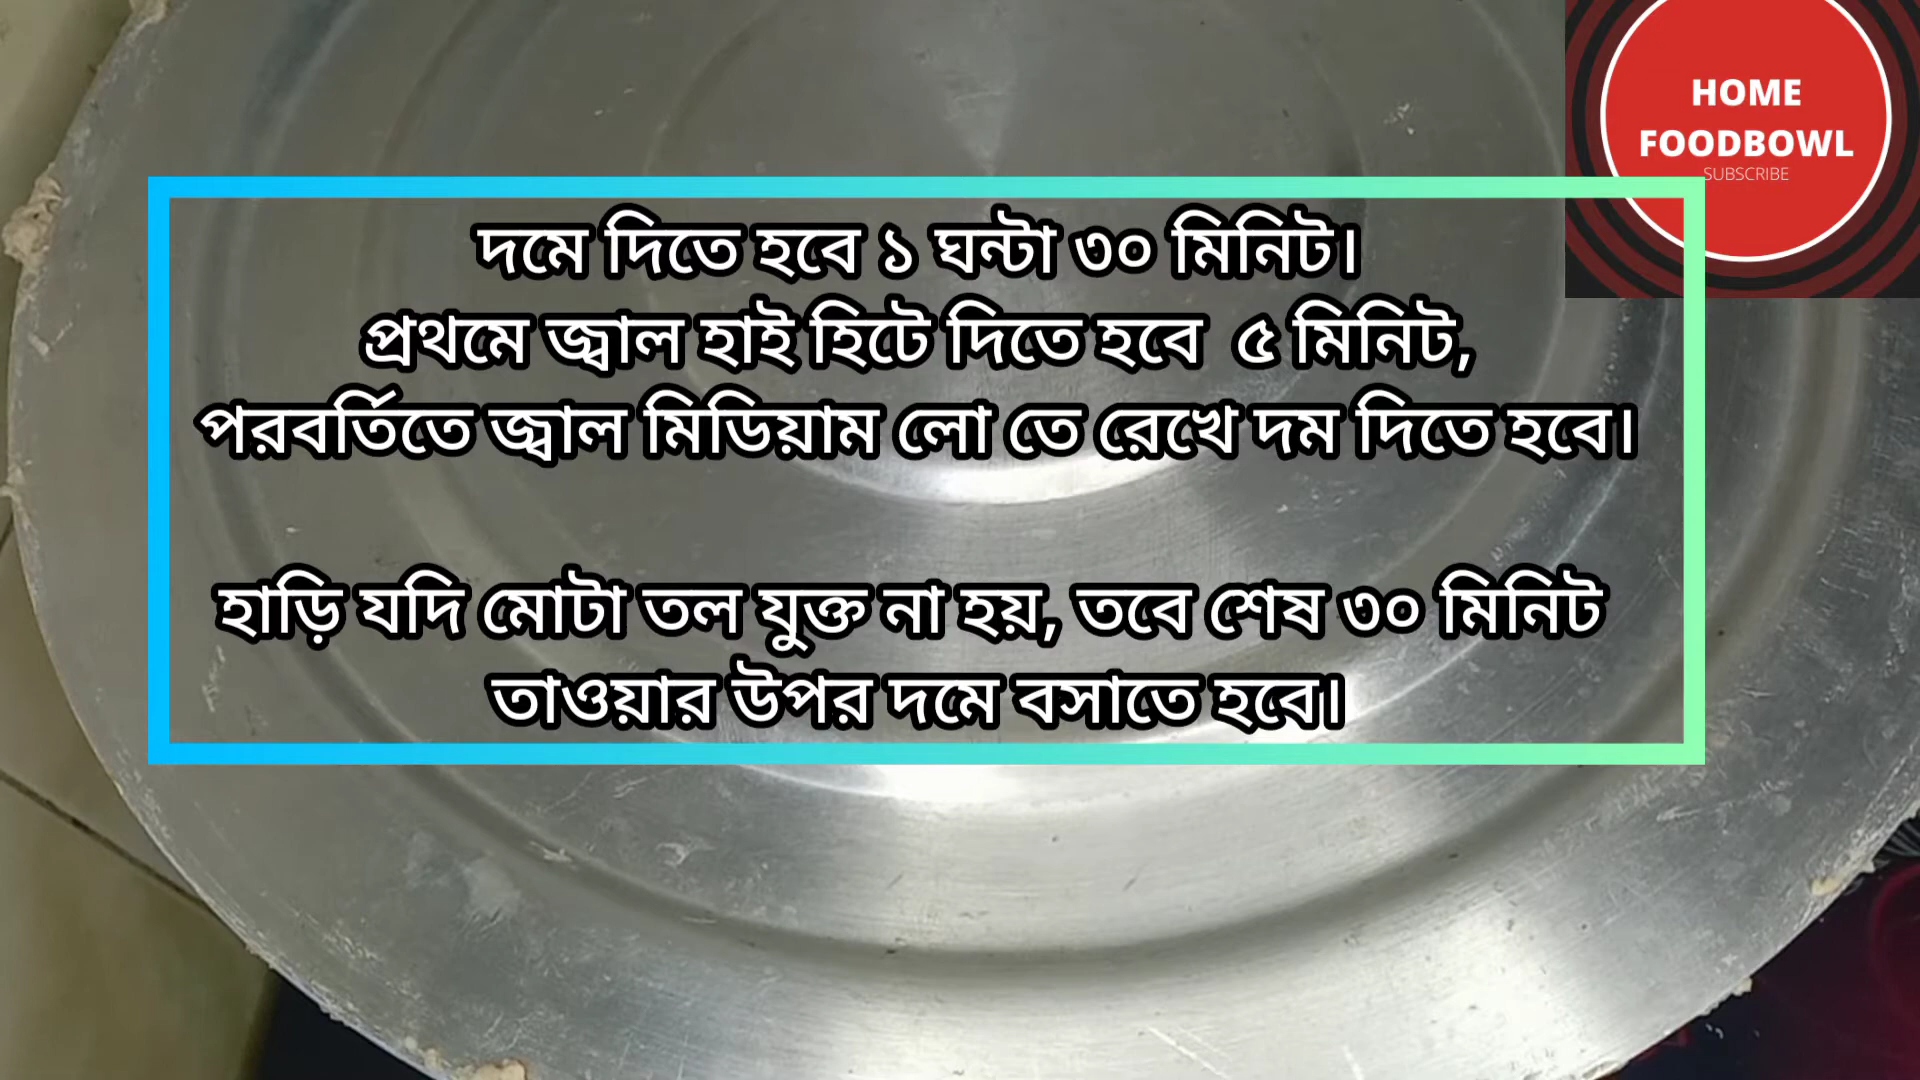 HOME
FOODBOWL
SUBSCRIBE
দমে দিতে হবে ১ ঘন্টা ৩০ মিনিট।
প্রথমে জ্বাল হাই হিটে দিতে হবে ৫ মিনিট,
পরবর্তিতে জ্বাল মিডিয়াম লো তে রেখে দম দিতে হবে।
হাড়ি যদি মোটা তল যুক্ত না হয়, তবে শেষ ৩০ মিনিট
তাওয়ার উপর দমে বসাতে হবে।